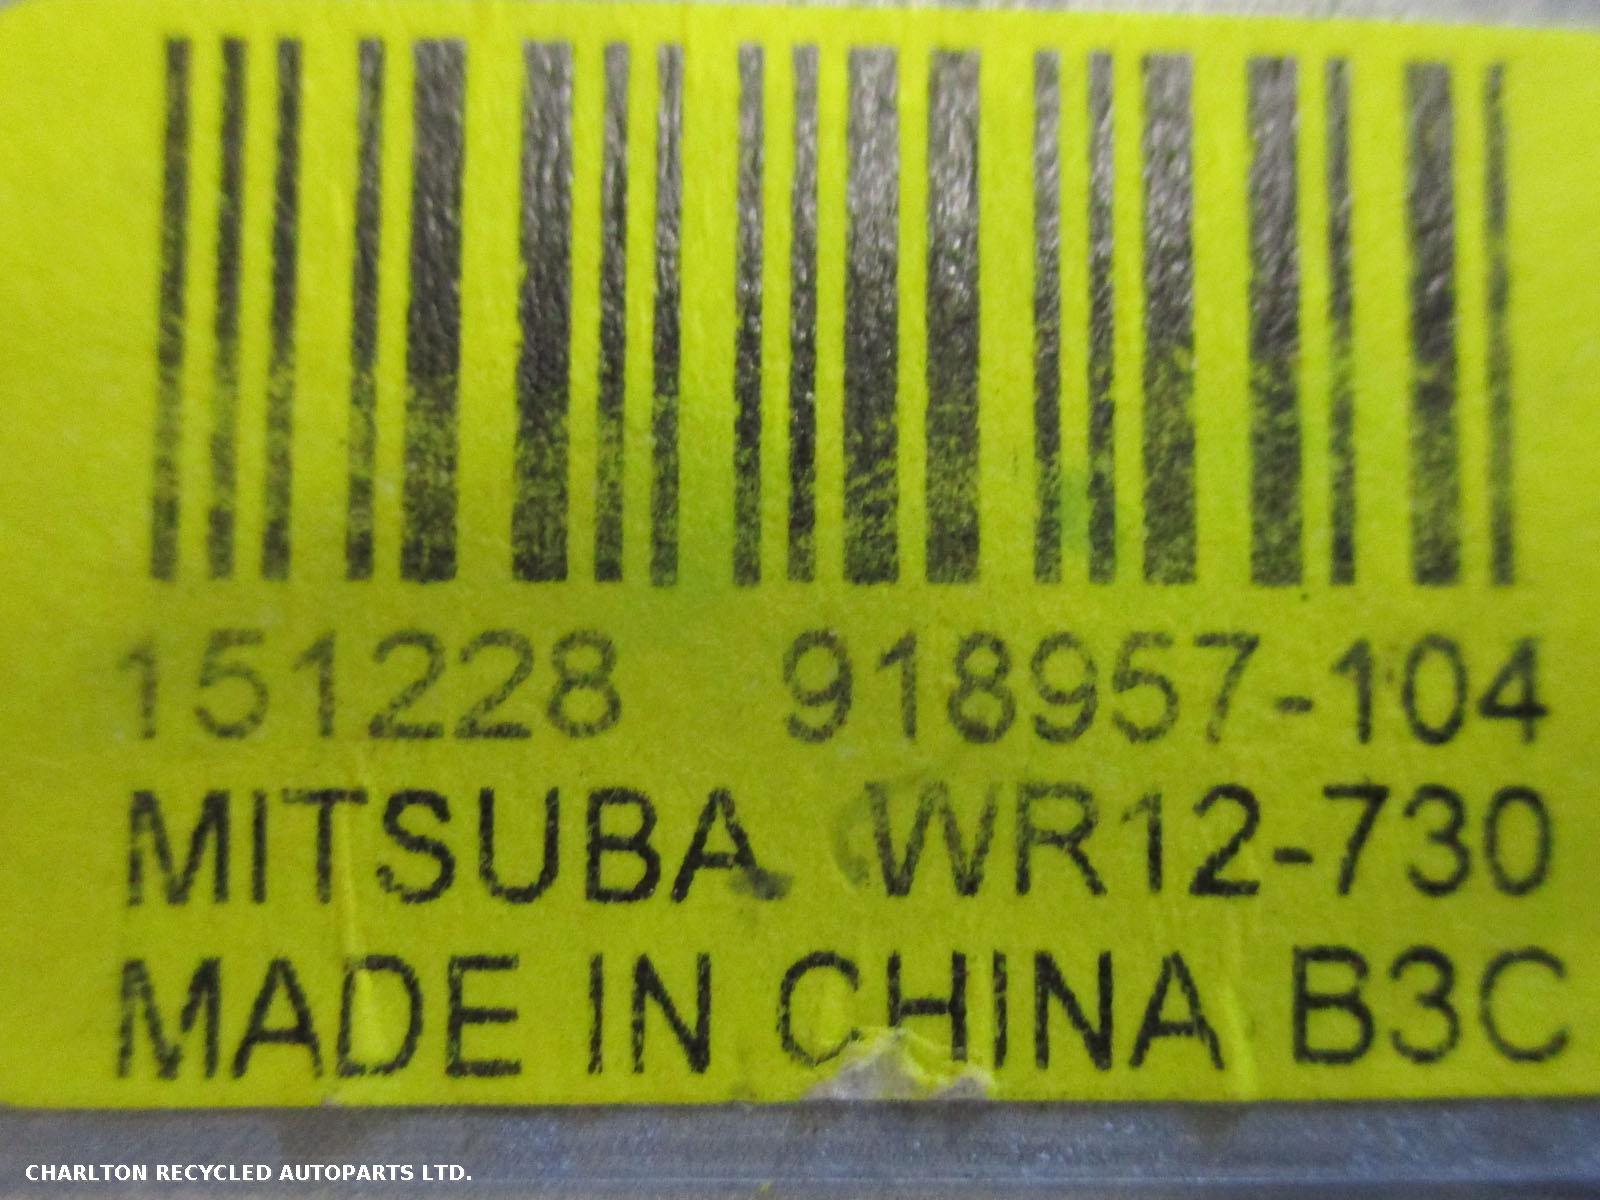 151228 918957-104
MITSUBA WR12-730
MADE IN CHINA B3C
CHARLTON RECYCLED AUTOPARTS LTD.